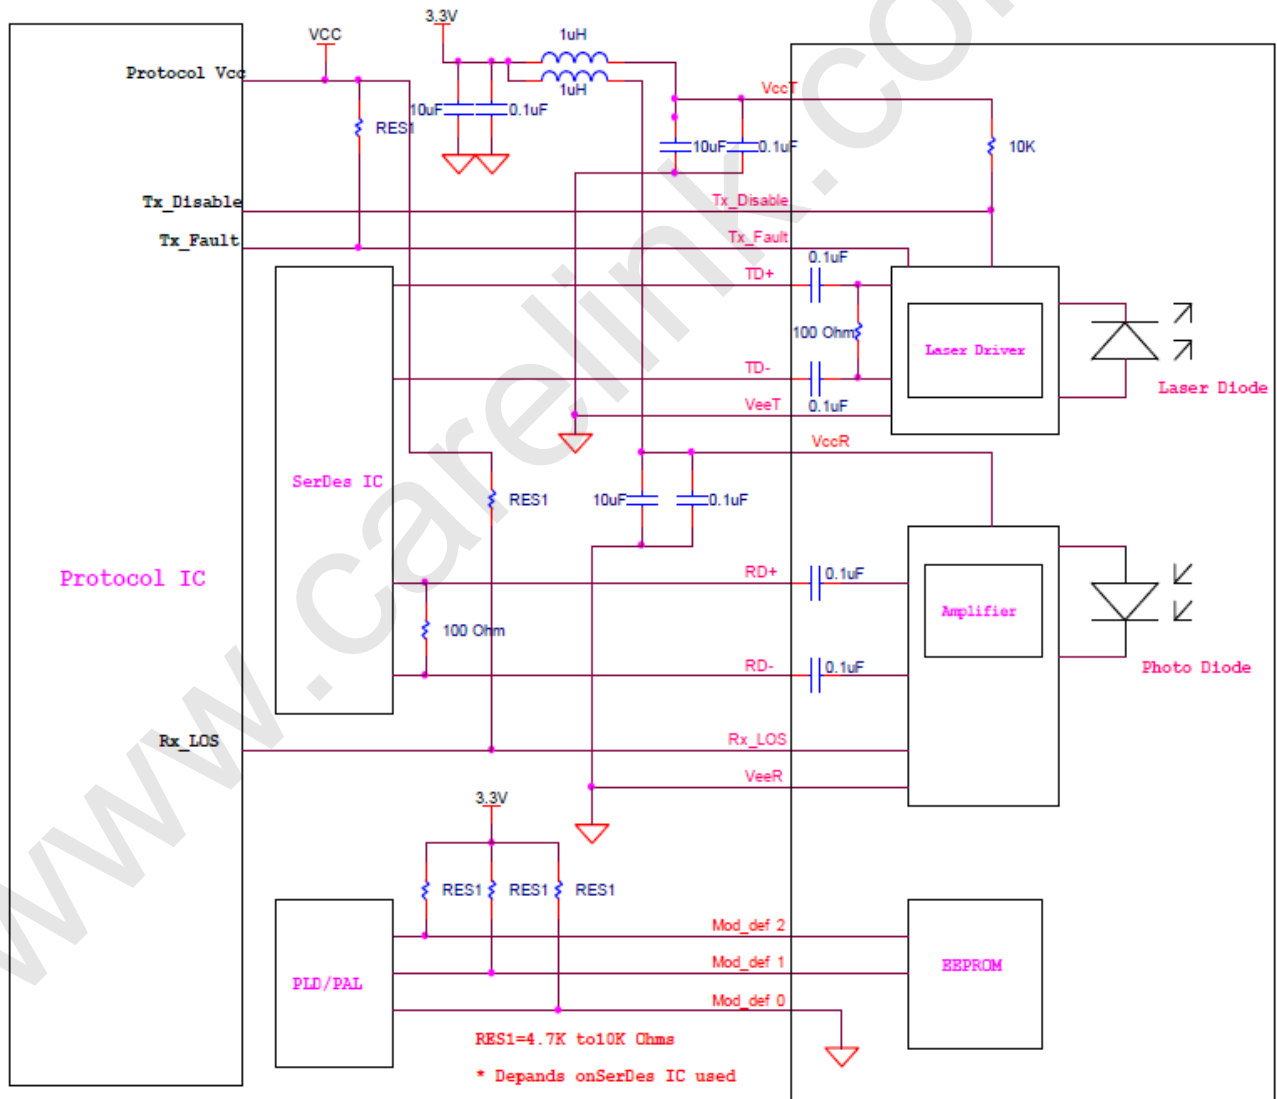 3.3V
VCC
1uH
Protocol Vcc
1uH
VccT
10uF
0.1uF
RES1
10uF
0.1uF
10K
Tx_Disable
Tx_Disable
Tx_Fault
Tx_Fault
0.1uF
TD+
100 Ohm
Laser Driver
TD-
Laser Diode
VeeT
0.1uF
VccR
SerDes IC
RES1
10uF
0.1uF
Protocol IC
RD+
0.1uF
Amplifier
100 Ohm
RD-
0.1uF
Photo Diode
Rx_LOS
Rx_LOS
VeeR
3.3V
RES1
RES1
RES1
Mod_def 2
Mod_def 1
EEPROM
PLD/PAL
Mod_def 0
RES1=4.7K to10K Ohms
* Depands onSerDes IC used
www.carelink.com